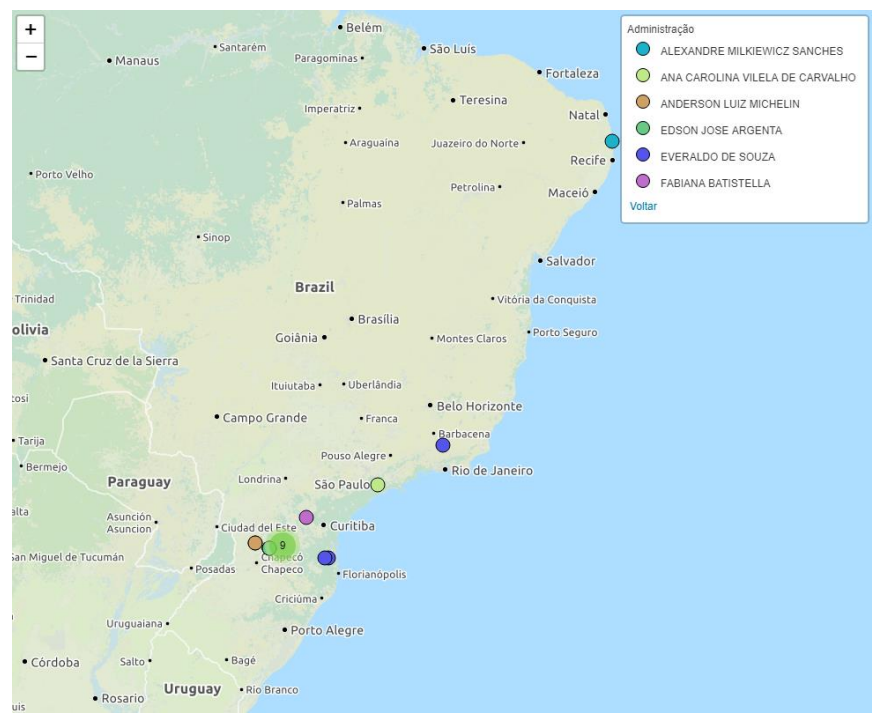 +
−
Administração
ALEXANDRE MILKIEWICZ SANCHES
ANA CAROLINA VILELA DE CARVALHO
ANDERSON LUIZ MICHELIN
EDSON JOSE ARGENTA
EVERALDO DE SOUZA
FABIANA BATISTELLA
Voltar
Belém
Santarém
São Luís
Manaus
Paragominas
Fortaleza
Imperatriz
Teresina
Natal
Araguaina
Juazeiro do Norte
Recife
Porto Velho
Petrolina
Maceió
Palmas
Sinop
Salvador
Brazil
Trinidad
Vitória da Conquista
Brasília
olivia
Goiânia
Montes Claros
Porto Seguro
Santa Cruz de la Sierra
Ituiutaba
Uberlândia
Belo Horizonte
Campo Grande
Franca
Barbacena
Tarija
Pouso Alegre
Bermejo
Rio de Janeiro
Paraguay
Londrina
São Paulo
alta
Asunción
Asuncion
Ciudad del Este
Curitiba
9
San Miguel de Tucumán
Chapecó
Chapeco
Posadas
Florianópolis
Criciúma
Uruguaiana
Porto Alegre
Córdoba
Salto
Bagé
Uruguay
Rio Branco
Rosario